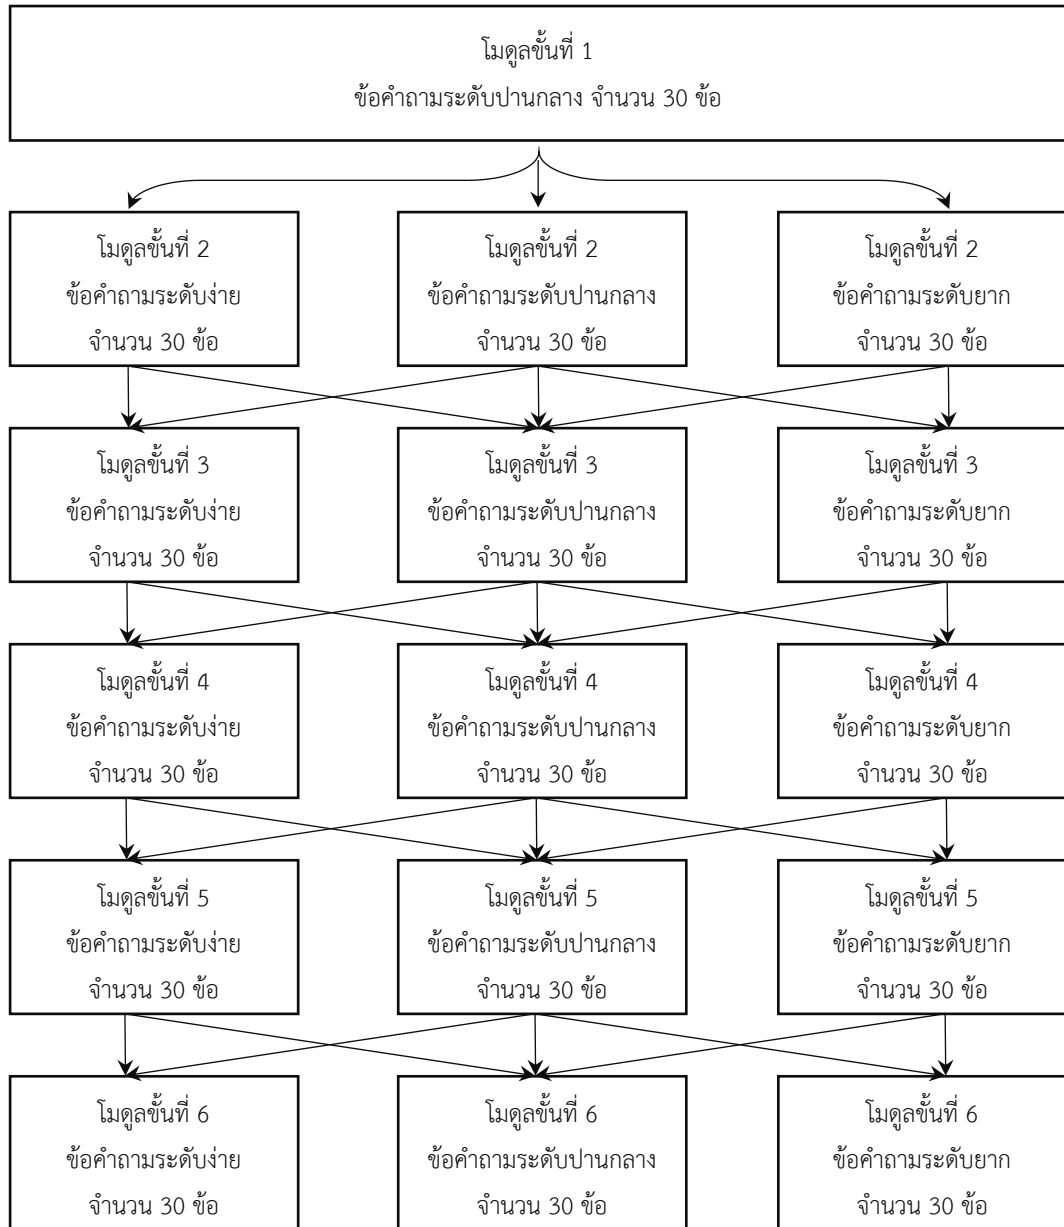 โมดูลขั้นที่ 1
ข้อคำถามระดับปานกลาง จำนวน 30 ข้อ
โมดูลขั้นที่ 2
ข้อคำถามระดับง่าย
จำนวน 30 ข้อ
โมดูลขั้นที่ 2
ข้อคำถามระดับปานกลาง
จำนวน 30 ข้อ
โมดูลขั้นที่ 2
ข้อคำถามระดับยาก
จำนวน 30 ข้อ
โมดูลขั้นที่ 3
ข้อคำถามระดับง่าย
จำนวน 30 ข้อ
โมดูลขั้นที่ 3
ข้อคำถามระดับปานกลาง
จำนวน 30 ข้อ
โมดูลขั้นที่ 3
ข้อคำถามระดับยาก
จำนวน 30 ข้อ
โมดูลขั้นที่ 4
ข้อคำถามระดับง่าย
จำนวน 30 ข้อ
โมดูลขั้นที่ 4
ข้อคำถามระดับปานกลาง
จำนวน 30 ข้อ
โมดูลขั้นที่ 4
ข้อคำถามระดับยาก
จำนวน 30 ข้อ
โมดูลขั้นที่ 5
ข้อคำถามระดับง่าย
จำนวน 30 ข้อ
โมดูลขั้นที่ 5
ข้อคำถามระดับปานกลาง
จำนวน 30 ข้อ
โมดูลขั้นที่ 5
ข้อคำถามระดับยาก
จำนวน 30 ข้อ
โมดูลขั้นที่ 6
ข้อคำถามระดับง่าย
จำนวน 30 ข้อ
โมดูลขั้นที่ 6
ข้อคำถามระดับปานกลาง
จำนวน 30 ข้อ
โมดูลขั้นที่ 6
ข้อคำถามระดับยาก
จำนวน 30 ข้อ